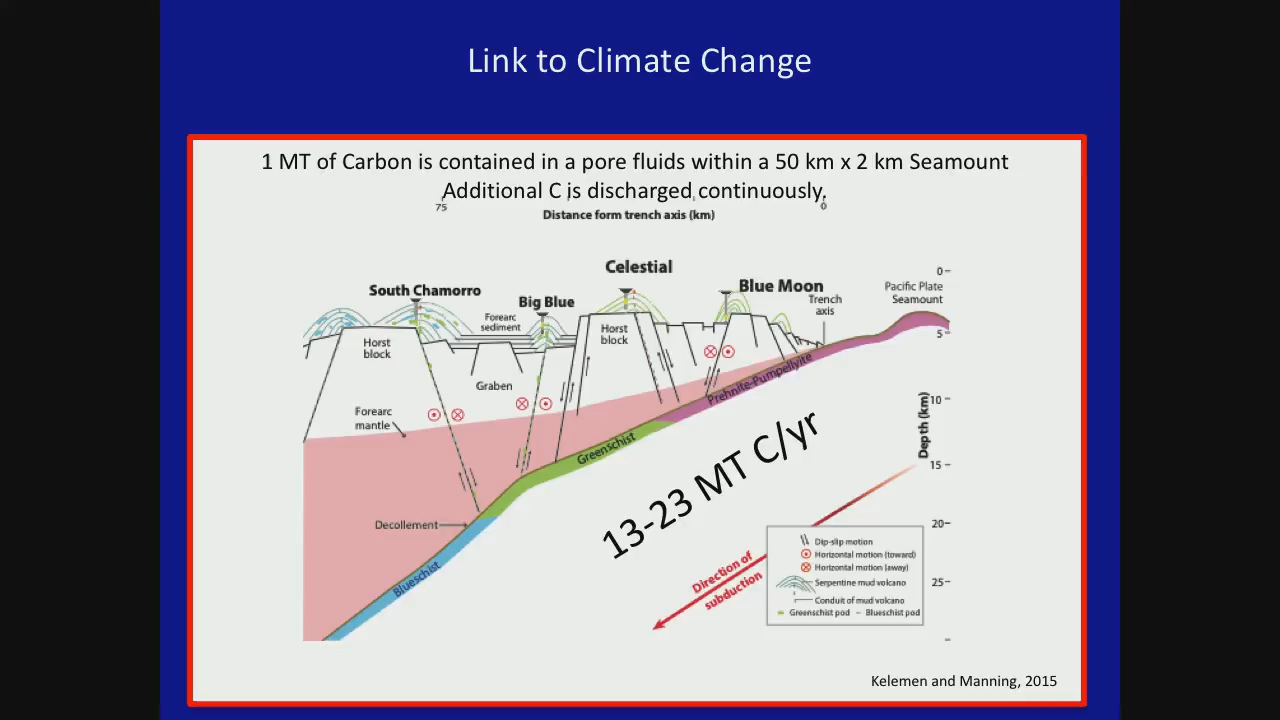 Link to Climate Change
1 MT of Carbon is contained in a pore fluids within a 50 km x 2 km Seamount
Additional C is discharged continuously.
75
0
Distance form trench axis (km)
Celestial
South Chamorro
Big Blue
Blue Moon
Forearc
sediment
Trench
axis
Pacific Plate
Seamount
0
5
10
15
20
25
Depth (km)
Horst
block
Horst
block
Graben
Forearc
mantle
Prehnite-Pumpellyite
Greenschist
Blueschist
Decollement
13-23 MT C/yr
Direction of
subduction
Dip-slip motion
Horizontal motion (toward)
Horizontal motion (away)
Serpentine mud volcano
Conduit of mud volcano
Greenschist pod
Blueschist pod
Kelemen and Manning, 2015